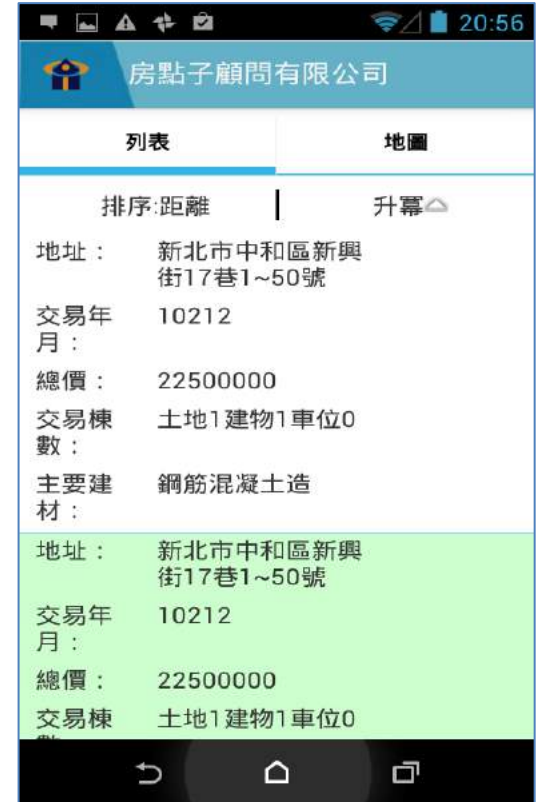 20:56
房點子顧問有限公司
列表 地圖
排序:距離 升冪
地址： 新北市中和區新興
街17巷1~50號
交易年 10212
月：
總價： 22500000
交易棟 土地1建物1車位0
數：
主要建 鋼筋混凝土造
材：
地址： 新北市中和區新興
街17巷1~50號
交易年 10212
月：
總價： 22500000
交易棟 土地1建物1車位0